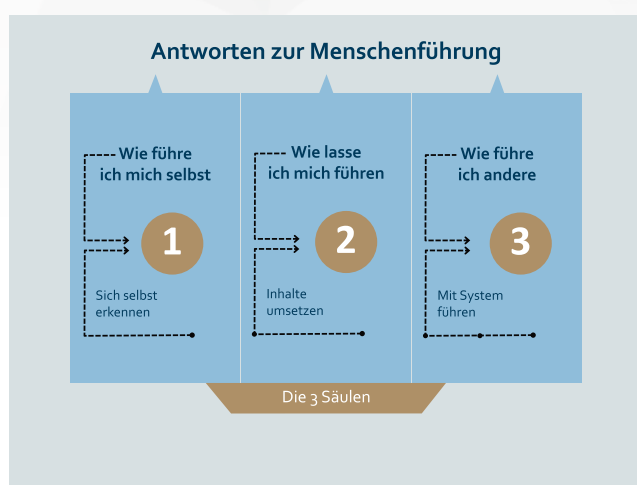 Antworten zur Menschenführung
Wie führe
ich mich selbst
1
Sich selbst
erkennen
Wie lasse
ich mich führen
2
Inhalte
umsetzen
Wie führe
ich andere
3
Mit System
führen
Die 3 Säulen